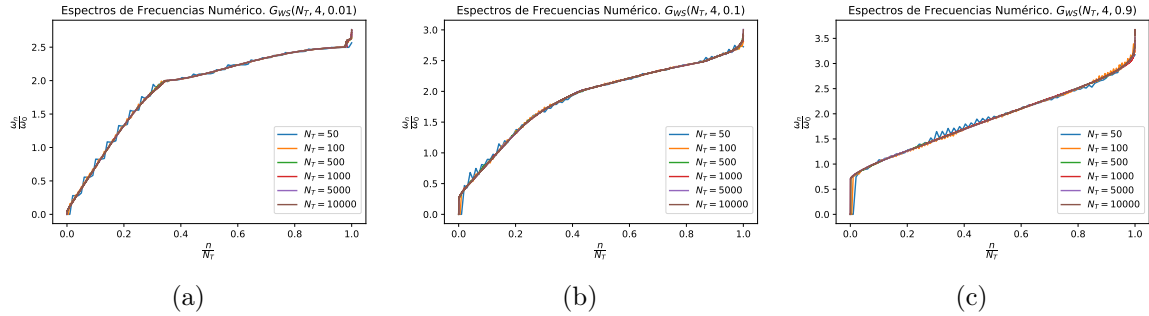 Espectros de Frecuencias Numérico. G_{WS}(N_T, 4, 0.01)
2.5
2.0
1.5
1.0
0.5
0.0
ω_n/ω_0
N_T = 50
N_T = 100
N_T = 500
N_T = 1000
N_T = 5000
N_T = 10000
0.0 0.2 0.4 0.6 0.8 1.0
n/N_T
(a)
Espectros de Frecuencias Numérico. G_{WS}(N_T, 4, 0.1)
3.0
2.5
2.0
1.5
1.0
0.5
0.0
ω_n/ω_0
N_T = 50
N_T = 100
N_T = 500
N_T = 1000
N_T = 5000
N_T = 10000
0.0 0.2 0.4 0.6 0.8 1.0
n/N_T
(b)
Espectros de Frecuencias Numérico. G_{WS}(N_T, 4, 0.9)
3.5
3.0
2.5
2.0
1.5
1.0
0.5
0.0
ω_n/ω_0
N_T = 50
N_T = 100
N_T = 500
N_T = 1000
N_T = 5000
N_T = 10000
0.0 0.2 0.4 0.6 0.8 1.0
n/N_T
(c)